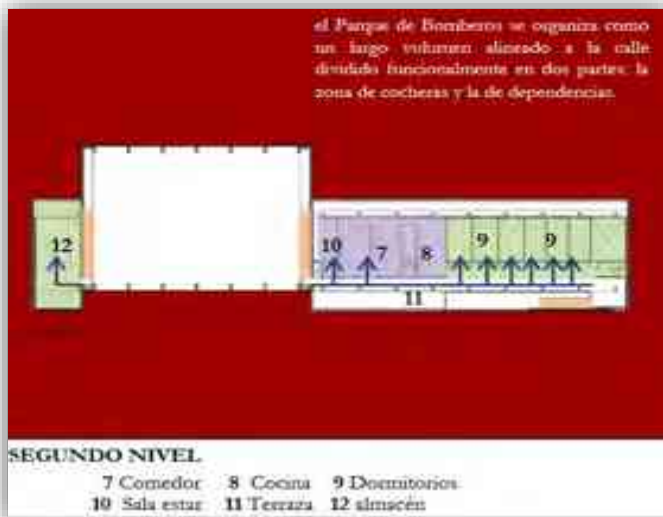 el Parque de Bomberos se organiza como
un largo volumen alineado a la calle
dividido funcionalmente en dos partes: la
zona de cocheras y la de dependencias.
12
10 7 8 9 9
11
SEGUNDO NIVEL
7 Comedor 8 Cocina 9 Dormitorios
10 Sala estar 11 Terraza 12 almacén